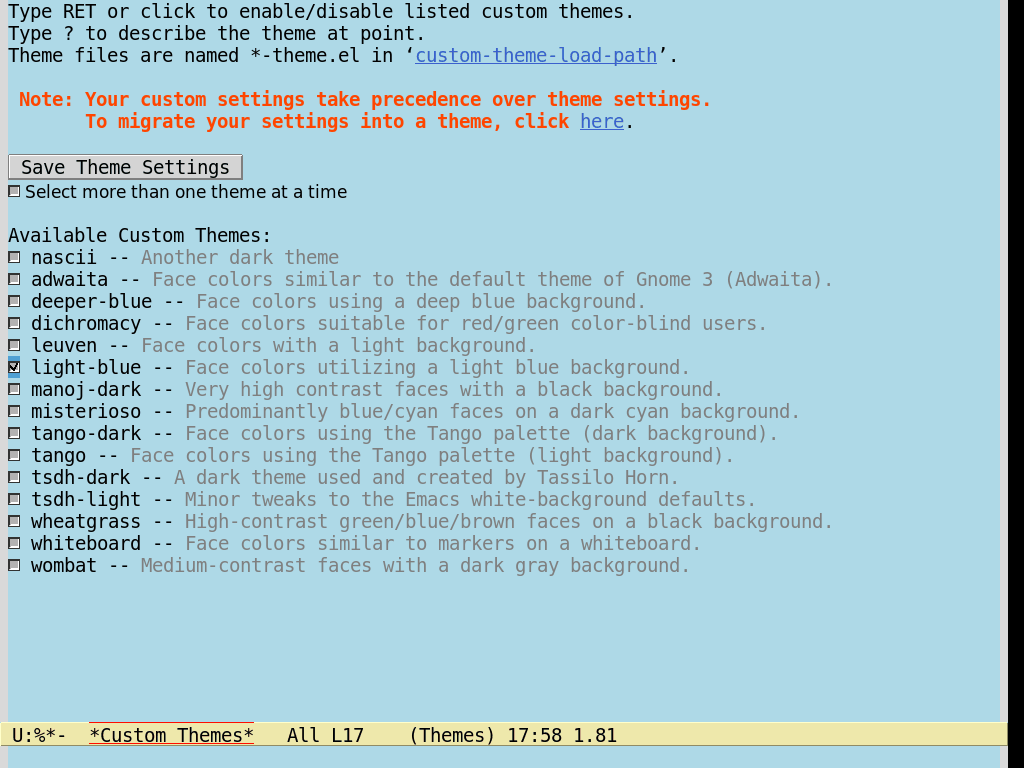 Type RET or click to enable/disable listed custom themes.
Type ? to describe the theme at point.
Theme files are named *-theme.el in ‘custom-theme-load-path’.
Note: Your custom settings take precedence over theme settings.
To migrate your settings into a theme, click here.
Save Theme Settings
Select more than one theme at a time
Available Custom Themes:
nascii -- Another dark theme
adwaita -- Face colors similar to the default theme of Gnome 3 (Adwaita).
deeper-blue -- Face colors using a deep blue background.
dichromacy -- Face colors suitable for red/green color-blind users.
leuven -- Face colors with a light background.
light-blue -- Face colors utilizing a light blue background.
manoj-dark -- Very high contrast faces with a black background.
misterioso -- Predominantly blue/cyan faces on a dark cyan background.
tango-dark -- Face colors using the Tango palette (dark background).
tango -- Face colors using the Tango palette (light background).
tsdh-dark -- A dark theme used and created by Tassilo Horn.
tsdh-light -- Minor tweaks to the Emacs white-background defaults.
wheatgrass -- High-contrast green/blue/brown faces on a black background.
whiteboard -- Face colors similar to markers on a whiteboard.
wombat -- Medium-contrast faces with a dark gray background.
U:%*-  *Custom Themes*   All L17    (Themes) 17:58 1.81